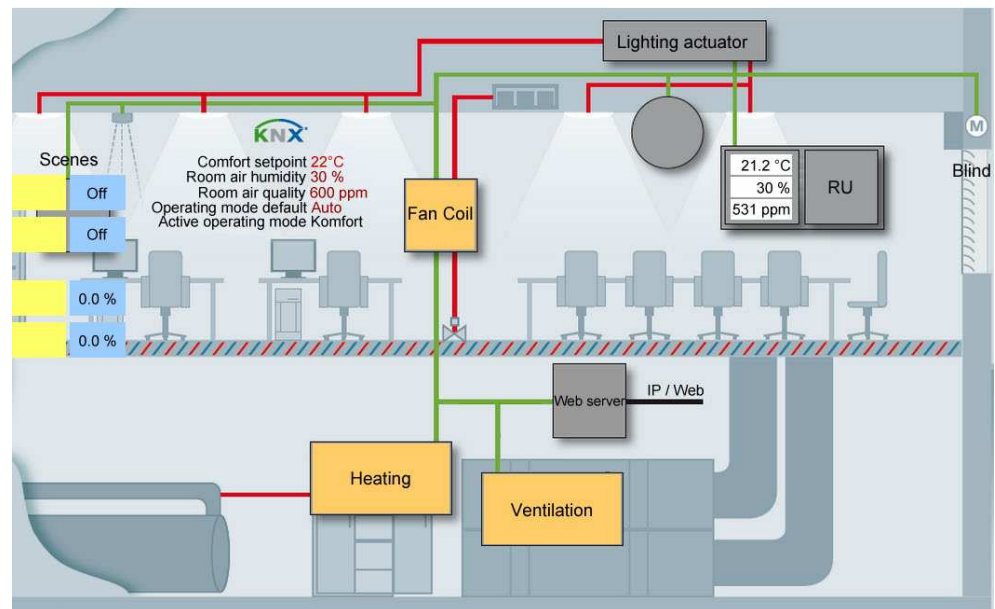 Lighting actuator
KNX
M
Scenes
Comfort setpoint 22°C
Room air humidity 30 %
Room air quality 600 ppm
Operating mode default Auto
Active operating mode Komfort
21.2 °C
30 %
531 ppm
RU
Blind
Off
Off
Fan Coil
0.0 %
0.0 %
Web server
IP / Web
Heating
Ventilation